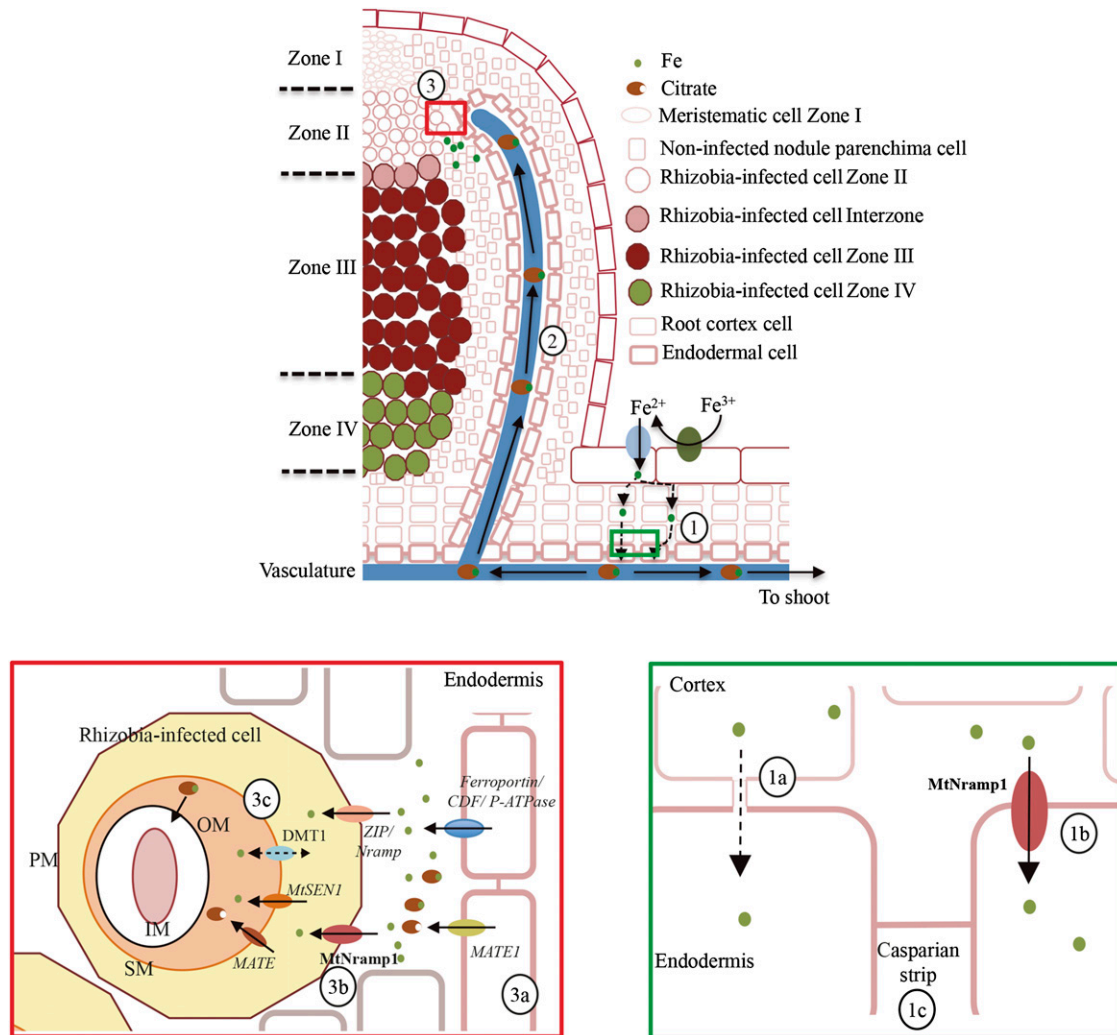 Zone I
Zone II
Zone III
Zone IV
Vasculature
3
2
1
Fe
Citrate
Meristematic cell Zone I
Non-infected nodule parenchima cell
Rhizobia-infected cell Zone II
Rhizobia-infected cell Interzone
Rhizobia-infected cell Zone III
Rhizobia-infected cell Zone IV
Root cortex cell
Endodermal cell
Fe2+
Fe3+
To shoot
Endodermis
Rhizobia-infected cell
3c
OM
DMT1
PM
MtSEN1
IM
SM
MATE
Ferroportin/
CDF/ P-ATPase
ZIP/
Nramp
MtNramp1
3b
MATE1
3a
Cortex
1a
MtNramp1
1b
Endodermis
Casparian
strip
1c